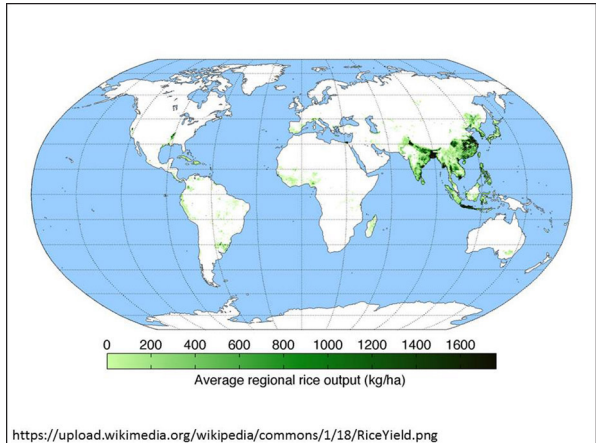 0 200 400 600 800 1000 1200 1400 1600
Average regional rice output (kg/ha)
https://upload.wikimedia.org/wikipedia/commons/1/18/RiceYield.png